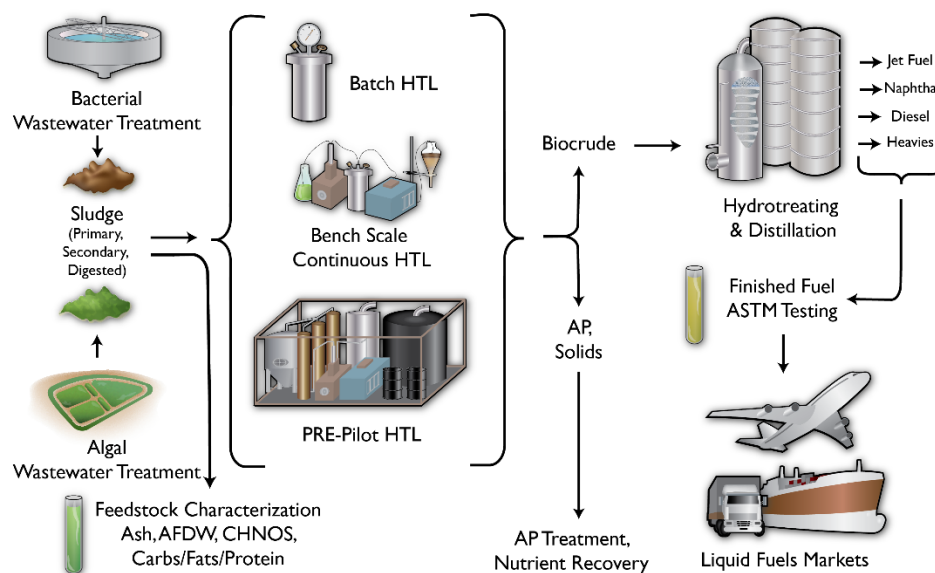 Bacterial
Wastewater Treatment
Sludge
(Primary,
Secondary,
Digested)
Algal
Wastewater Treatment
Feedstock Characterization
Ash, AFDW, CHNOS,
Carbs/Fats/Protein
Batch HTL
Bench Scale
Continuous HTL
PRE-Pilot HTL
Biocrude
AP,
Solids
AP Treatment,
Nutrient Recovery
Hydrotreating
& Distillation
Jet Fuel
Naphtha
Diesel
Heavies
Finished Fuel
ASTM Testing
Liquid Fuels Markets